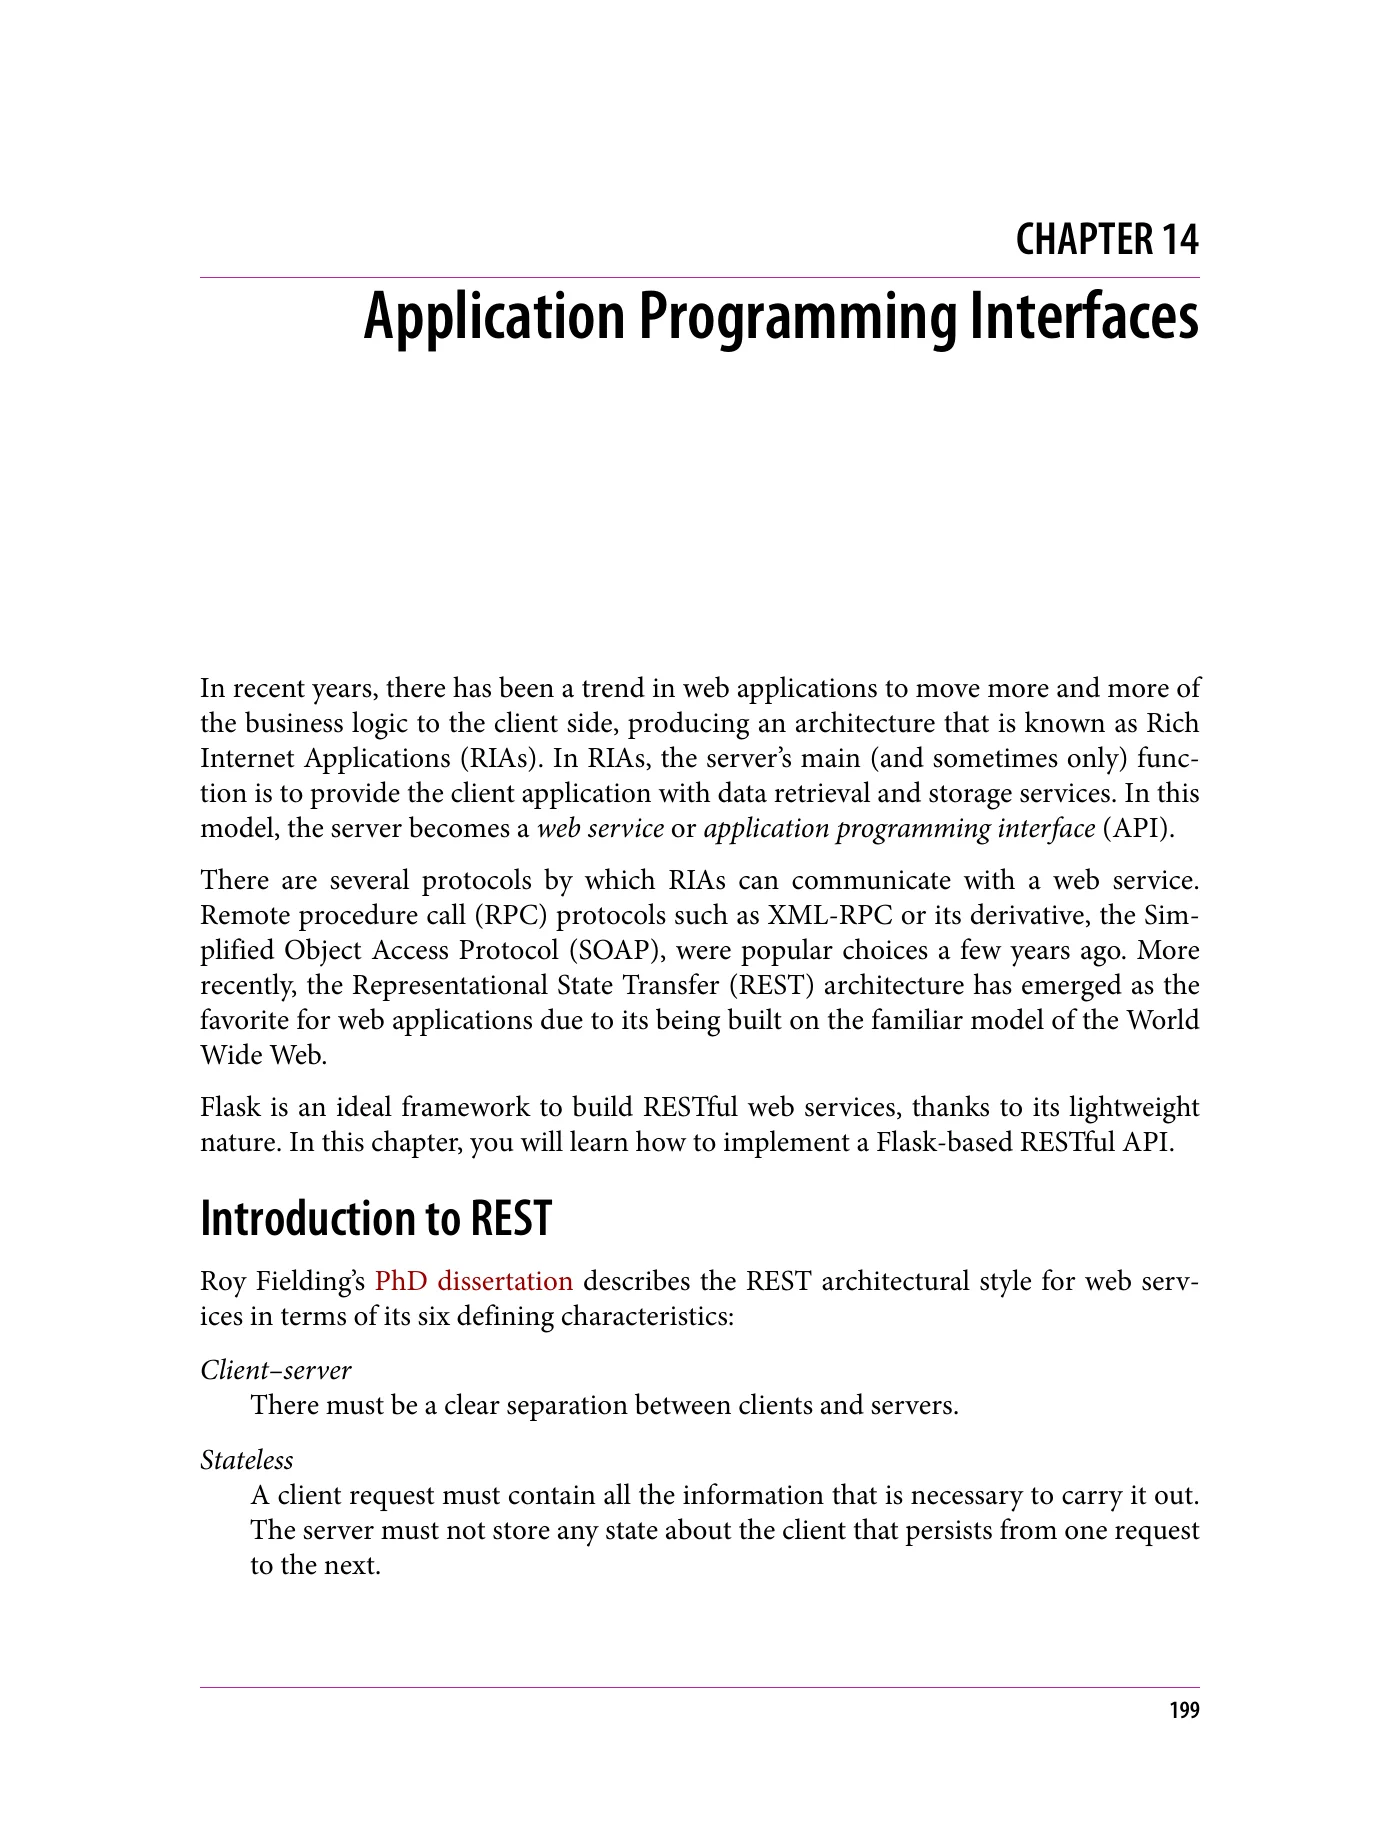 CHAPTER 14
Application Programming Interfaces
In recent years, there has been a trend in web applications to move more and more of
the business logic to the client side, producing an architecture that is known as Rich
Internet Applications (RIAs). In RIAs, the server’s main (and sometimes only) func-
tion is to provide the client application with data retrieval and storage services. In this
model, the server becomes a web service or application programming interface (API).
There are several protocols by which RIAs can communicate with a web service.
Remote procedure call (RPC) protocols such as XML-RPC or its derivative, the Sim-
plified Object Access Protocol (SOAP), were popular choices a few years ago. More
recently, the Representational State Transfer (REST) architecture has emerged as the
favorite for web applications due to its being built on the familiar model of the World
Wide Web.
Flask is an ideal framework to build RESTful web services, thanks to its lightweight
nature. In this chapter, you will learn how to implement a Flask-based RESTful API.
Introduction to REST
Roy Fielding’s PhD dissertation describes the REST architectural style for web serv-
ices in terms of its six defining characteristics:
Client–server
There must be a clear separation between clients and servers.
Stateless
A client request must contain all the information that is necessary to carry it out.
The server must not store any state about the client that persists from one request
to the next.
199